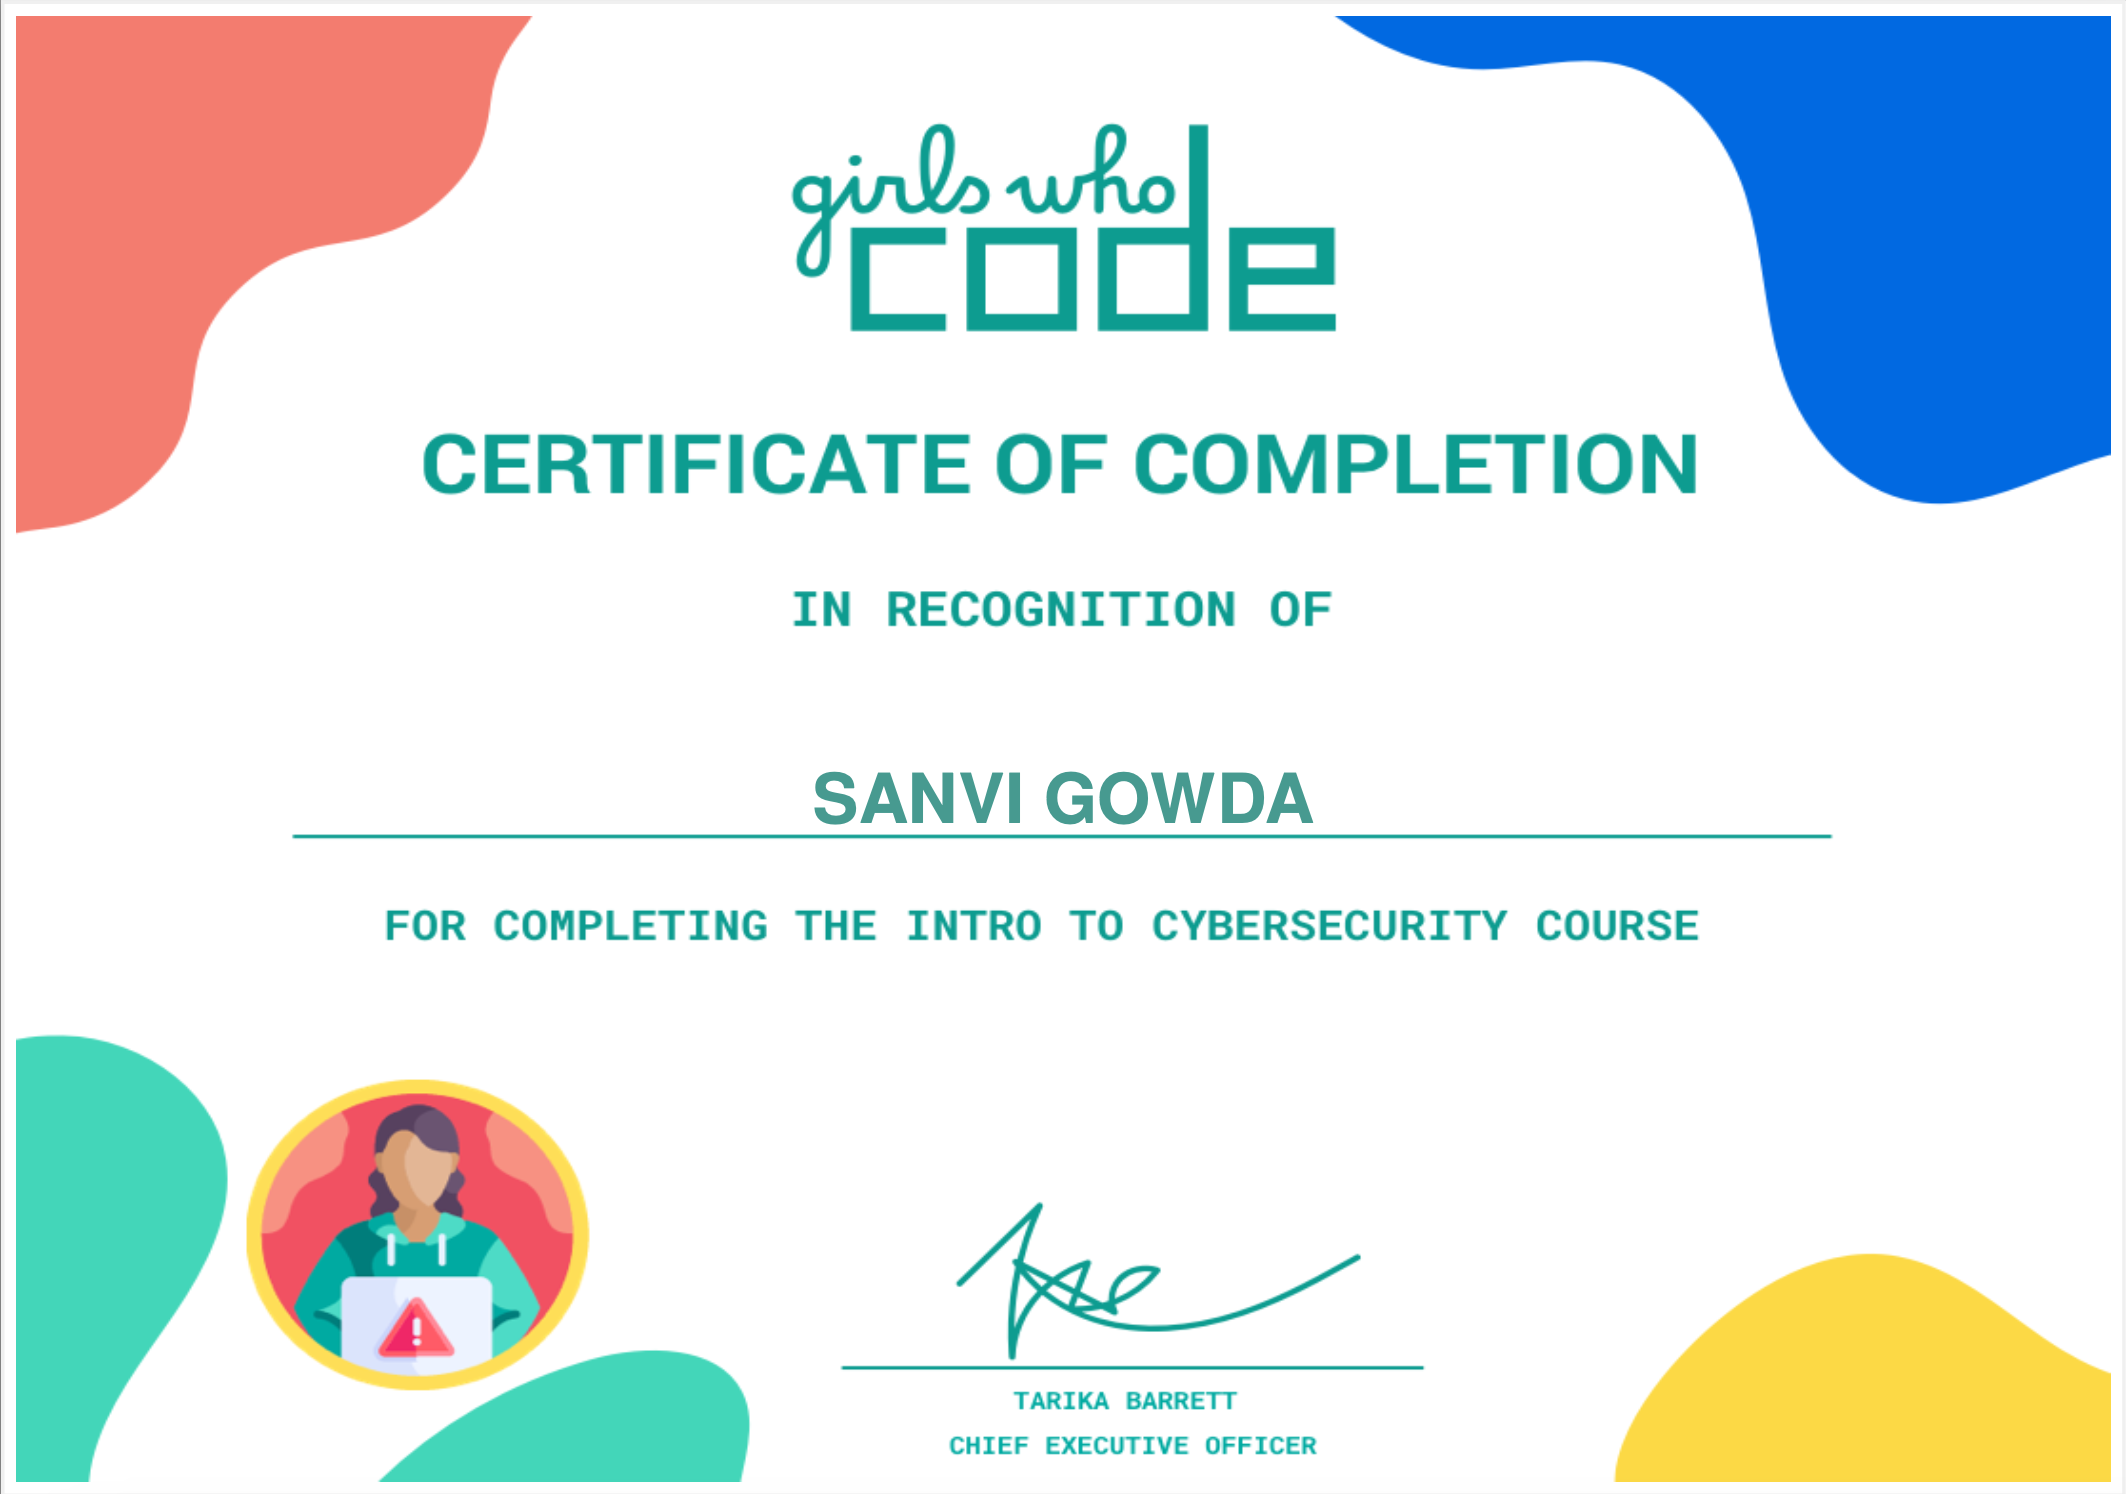 girls who
code
CERTIFICATE OF COMPLETION
IN RECOGNITION OF
SANVI GOWDA
FOR COMPLETING THE INTRO TO CYBERSECURITY COURSE
!
TARIKA BARRETT
CHIEF EXECUTIVE OFFICER